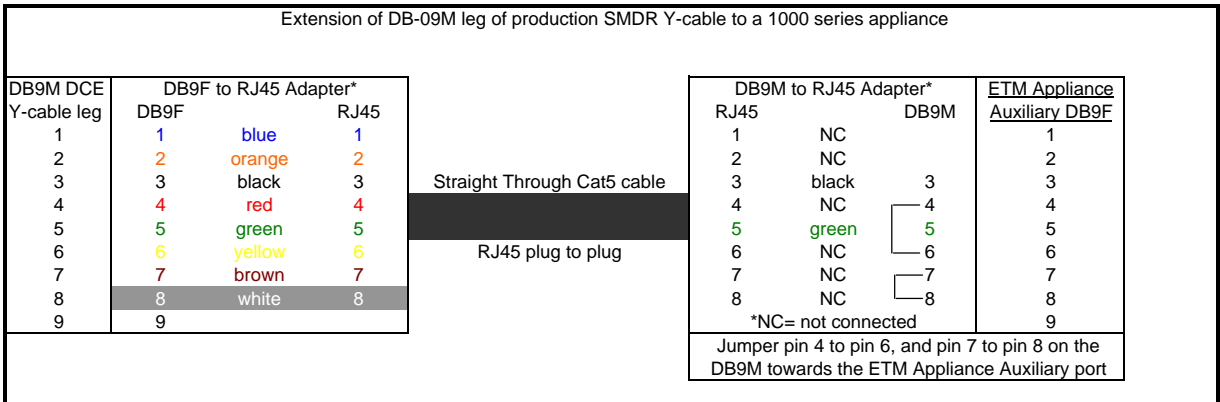 Extension of DB-09M leg of production SMDR Y-cable to a 1000 series appliance
DB9M DCE DB9F to RJ45 Adapter* DB9M to RJ45 Adapter* ETM Appliance
Y-cable leg DB9F RJ45 RJ45 DB9M Auxiliary DB9F
1 1 blue 1 1 NC 1
2 2 orange 2 2 NC 2
3 3 black 3 Straight Through Cat5 cable 3 black 3 3
4 4 red 4 4 NC 4 4
5 5 green 5 5 green 5 5
6 6 yellow 6 RJ45 plug to plug 6 NC 6 6
7 7 brown 7 7 NC 7 7
8 8 white 8 8 NC 8 8
9 9 *NC= not connected 9
Jumper pin 4 to pin 6, and pin 7 to pin 8 on the
DB9M towards the ETM Appliance Auxiliary port